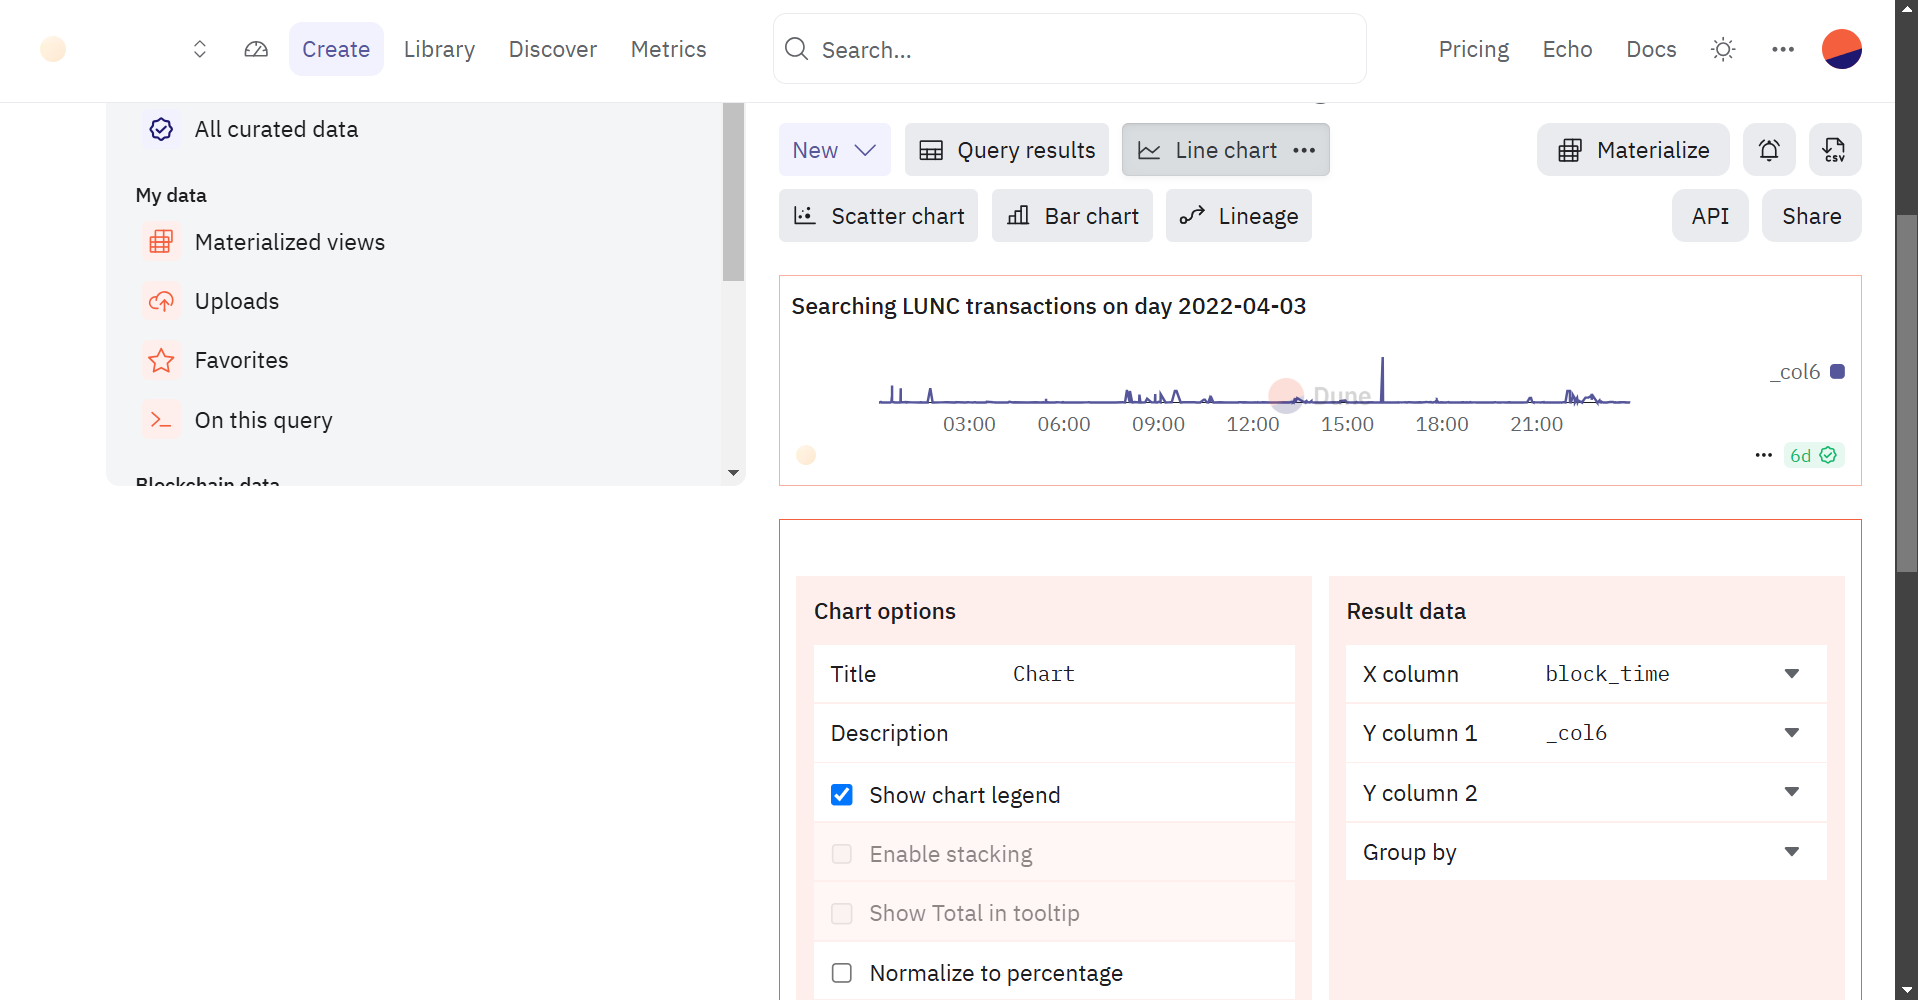 Create Library Discover Metrics Search... Pricing Echo Docs
All curated data
My data
Materialized views
Uploads
Favorites
On this query
New Query results Line chart Materialize CSV
Scatter chart Bar chart Lineage API Share
Searching LUNC transactions on day 2022-04-03
_col6
Dune
03:00 06:00 09:00 12:00 15:00 18:00 21:00
6d
Chart options
Title Chart
Description
Show chart legend
Enable stacking
Show Total in tooltip
Normalize to percentage
Result data
X column block_time
Y column 1 _col6
Y column 2
Group by